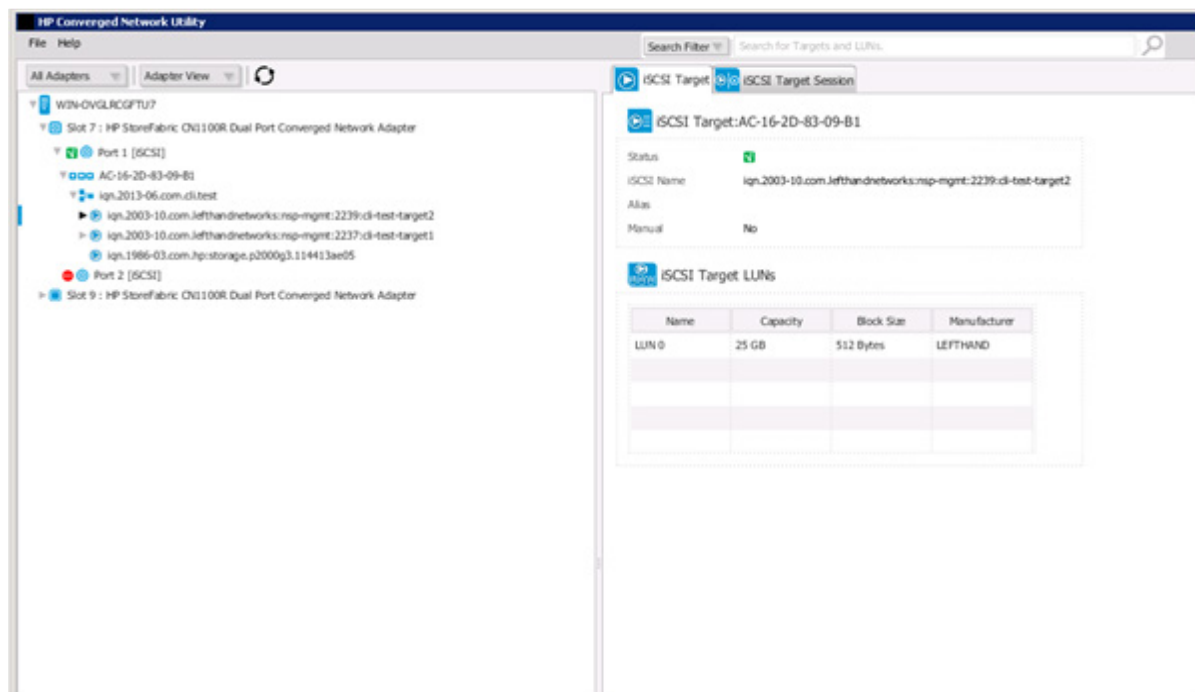 HP Converged Network Utility
File Help
Search Filter Search for Targets and LUNs.
All Adapters Adapter View
iSCSI Target iSCSI Target Session
WIN-OVGLRCGFTU7
Slot 7 : HP StoreFabric CN1100R Dual Port Converged Network Adapter
Port 1 [iSCSI]
AC-16-2D-83-09-B1
iqn.2013-06.com.cli.test
iqn.2003-10.com.lefthandnetworks:nsp-mgmt:2239:cli-test-target2
iqn.2003-10.com.lefthandnetworks:nsp-mgmt:2237:cli-test-target1
iqn.1986-03.com.hp:storage.p2000g3.114413ae05
Port 2 [iSCSI]
Slot 9 : HP StoreFabric CN1100R Dual Port Converged Network Adapter
iSCSI Target:AC-16-2D-83-09-B1
Status
iSCSI Name iqn.2003-10.com.lefthandnetworks:nsp-mgmt:2239:cli-test-target2
Alias
Manual No
iSCSI Target LUNs
Name Capacity Block Size Manufacturer
LUN 0 25 GB 512 Bytes LEFTHAND